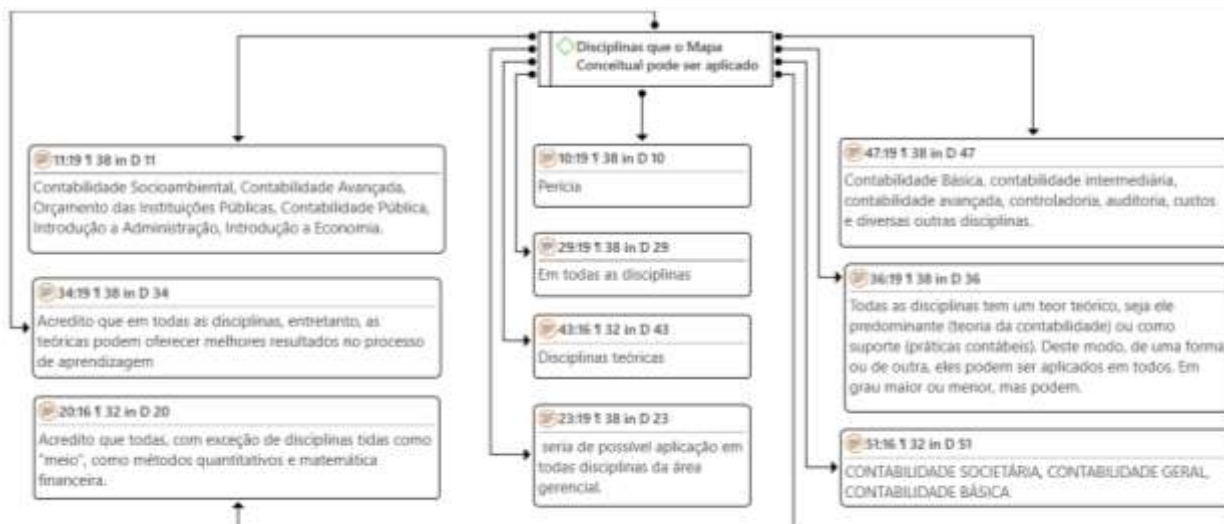 Disciplinas que o Mapa
Conceitual pode ser aplicado
11:19 ¶ 38 in D 11
Contabilidade Socioambiental, Contabilidade Avançada,
Orçamento das Instituições Públicas, Contabilidade Pública,
Introdução a Administração, Introdução a Economia.
34:19 ¶ 38 in D 34
Acredito que em todas as disciplinas, entretanto, as
teóricas podem oferecer melhores resultados no processo
de aprendizagem
20:16 ¶ 32 in D 20
Acredito que todas, com exceção de disciplinas tidas como
"meio", como métodos quantitativos e matemática
financeira.
10:19 ¶ 38 in D 10
Perícia
29:19 ¶ 38 in D 29
Em todas as disciplinas
43:16 ¶ 32 in D 43
Disciplinas teóricas
23:19 ¶ 38 in D 23
seria de possível aplicação em
todas disciplinas da área
gerencial.
47:19 ¶ 38 in D 47
Contabilidade Básica, contabilidade intermediária,
contabilidade avançada, controladoria, auditoria, custos
e diversas outras disciplinas.
36:19 ¶ 38 in D 36
Todas as disciplinas tem um teor teórico, seja ele
predominante (teoria da contabilidade) ou como
suporte (práticas contábeis). Deste modo, de uma forma
ou de outra, eles podem ser aplicados em todos. Em
grau maior ou menor, mas podem.
51:16 ¶ 32 in D 51
CONTABILIDADE SOCIETÁRIA, CONTABILIDADE GERAL,
CONTABILIDADE BÁSICA